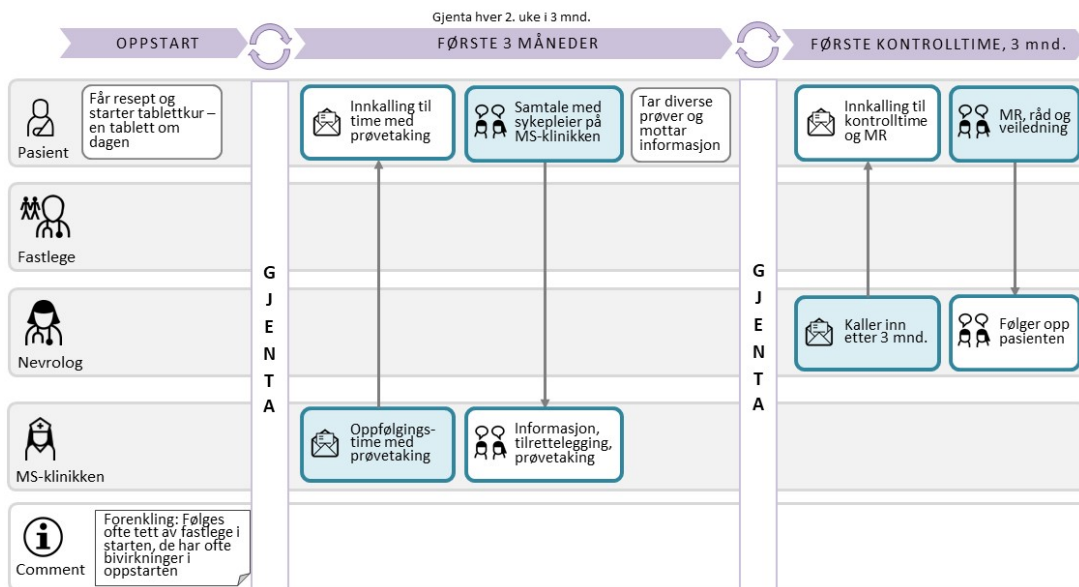 Gjenta hver 2. uke i 3 mnd.
OPPSTART
FØRSTE 3 MÅNEDER
FØRSTE KONTROLLTIME, 3 mnd.
Pasient
Får resept og
starter tablettkur –
en tablett om
dagen
Innkalling til
time med
prøvetaking
Samtale med
sykepleier på
MS-klinikken
Tar diverse
prøver og
mottar
informasjon
Innkalling til
kontrolltime
og MR
MR, råd og
veiledning
Fastlege
GJENTA
GJENTA
Nevrolog
Kaller inn
etter 3 mnd.
Følger opp
pasienten
MS-klinikken
Oppfølgings-
time med
prøvetaking
Informasjon,
tilrettelegging,
prøvetaking
Comment
Forenkling: Følges
ofte tett av fastlege i
starten, de har ofte
bivirkninger i
oppstarten